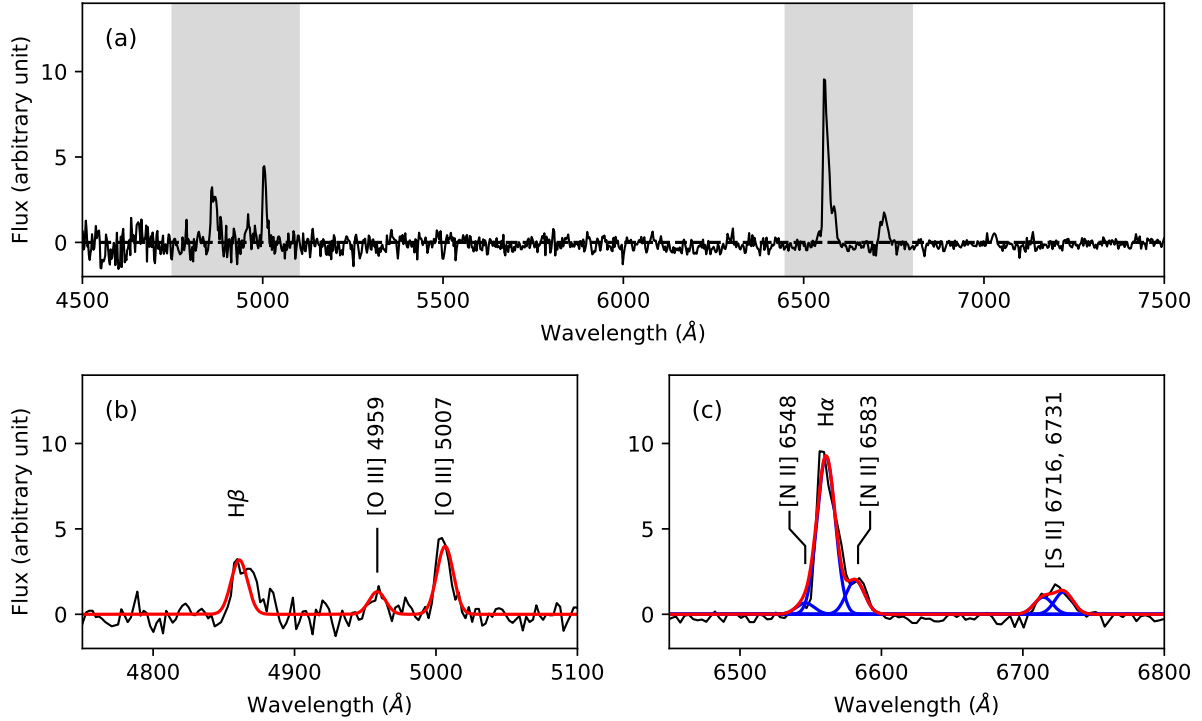 (a)
Flux (arbitrary unit)
10
5
0
4500 5000 5500 6000 6500 7000 7500
Wavelength (Å)
(b)
Flux (arbitrary unit)
10
5
0
Hβ
[O III] 4959
[O III] 5007
4800 4900 5000 5100
Wavelength (Å)
(c)
10
5
0
[N II] 6548
Hα
[N II] 6583
[S II] 6716, 6731
6500 6600 6700 6800
Wavelength (Å)